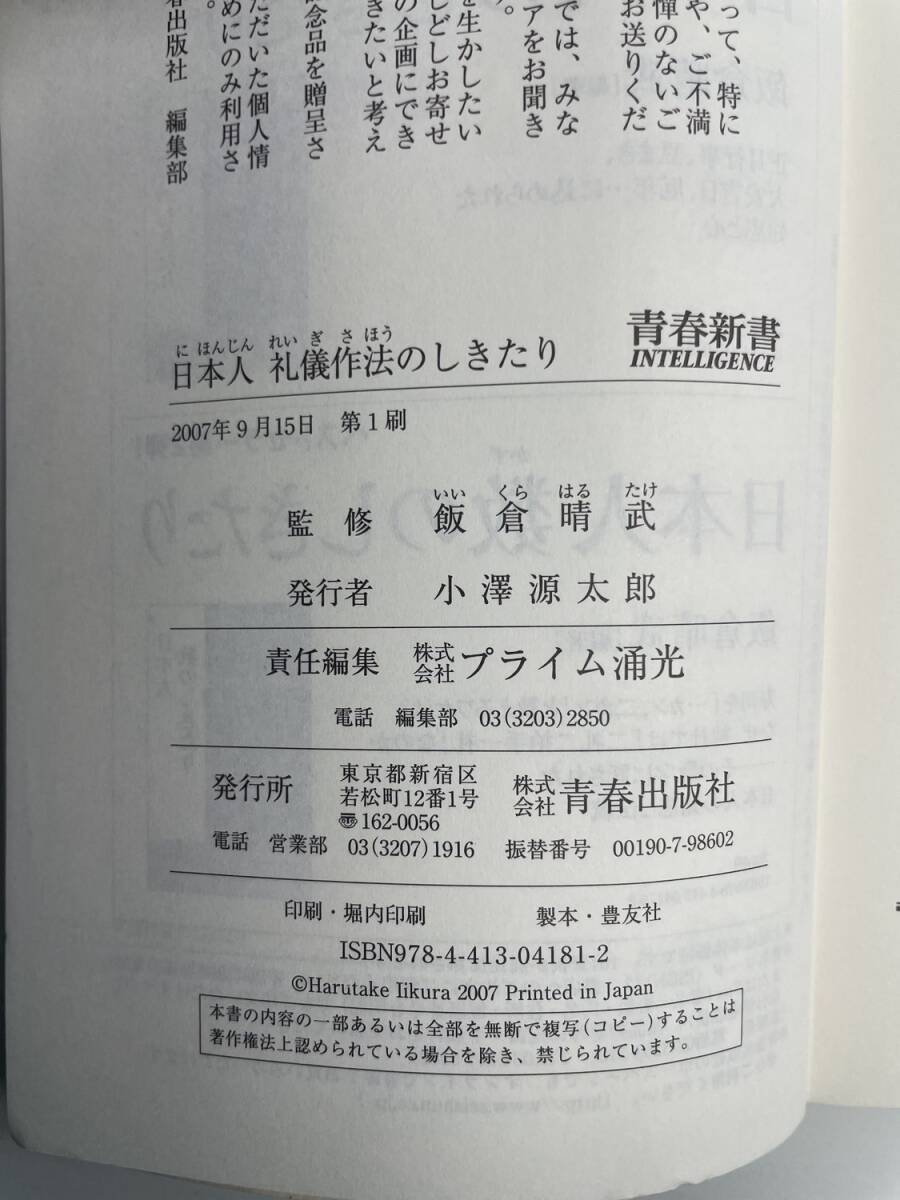 って、特に
や、ご不満
憚のないご
お送りくだ
では、みな
アをお聞き
す。
を生かしたい
しどしお寄せ
の企画にでき
きたいと考え
念品を贈呈さ
。
ただいた個人情
めにのみ利用さ
春出版社 編集部
に ほんじん れい ぎ さ ほう
日本人 礼儀作法のしきたり
青春新書
INTELLIGENCE
2007年9月15日 第1刷
いい くら はる たけ
監修 飯倉晴武
発行者 小澤源太郎
責任編集 株式会社プライム涌光
電話 編集部 03(3203)2850
発行所 東京都新宿区若松町12番1号 〒162-0056 株式会社青春出版社
電話 営業部 03(3207)1916 振替番号 00190-7-98602
印刷・堀内印刷 製本・豊友社
ISBN978-4-413-04181-2
©Harutake Iikura 2007 Printed in Japan
本書の内容の一部あるいは全部を無断で複写(コピー)することは
著作権法上認められている場合を除き、禁じられています。